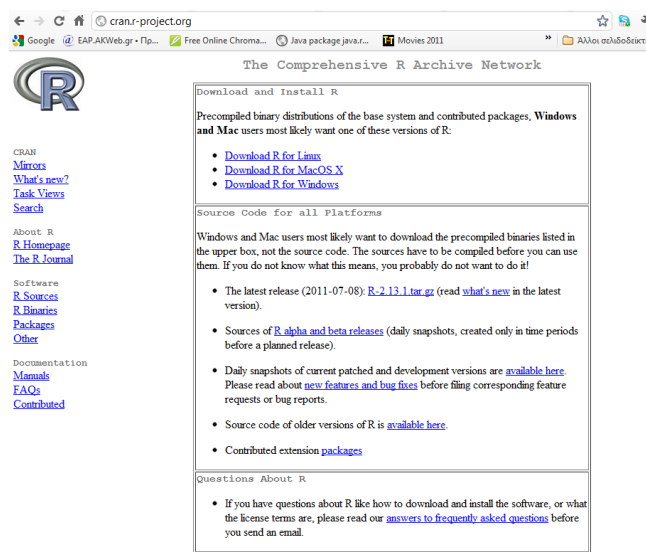 cran.r-project.org
Google
EAP.AKWeb.gr • Πρ...
Free Online Chroma...
Java package java.r...
Movies 2011
»
Άλλοι σελιδοδείκτ
R
The Comprehensive R Archive Network
CRAN
Mirrors
What's new?
Task Views
Search
About R
R Homepage
The R Journal
Software
R Sources
R Binaries
Packages
Other
Documentation
Manuals
FAQs
Contributed
Download and Install R
Precompiled binary distributions of the base system and contributed packages, Windows
and Mac users most likely want one of these versions of R:
• Download R for Linux
• Download R for MacOS X
• Download R for Windows
Source Code for all Platforms
Windows and Mac users most likely want to download the precompiled binaries listed in
the upper box, not the source code. The sources have to be compiled before you can use
them. If you do not know what this means, you probably do not want to do it!
• The latest release (2011-07-08): R-2.13.1.tar.gz (read what's new in the latest
version).
• Sources of R alpha and beta releases (daily snapshots, created only in time periods
before a planned release).
• Daily snapshots of current patched and development versions are available here.
Please read about new features and bug fixes before filing corresponding feature
requests or bug reports.
• Source code of older versions of R is available here.
• Contributed extension packages
Questions About R
• If you have questions about R like how to download and install the software, or what
the license terms are, please read our answers to frequently asked questions before
you send an email.